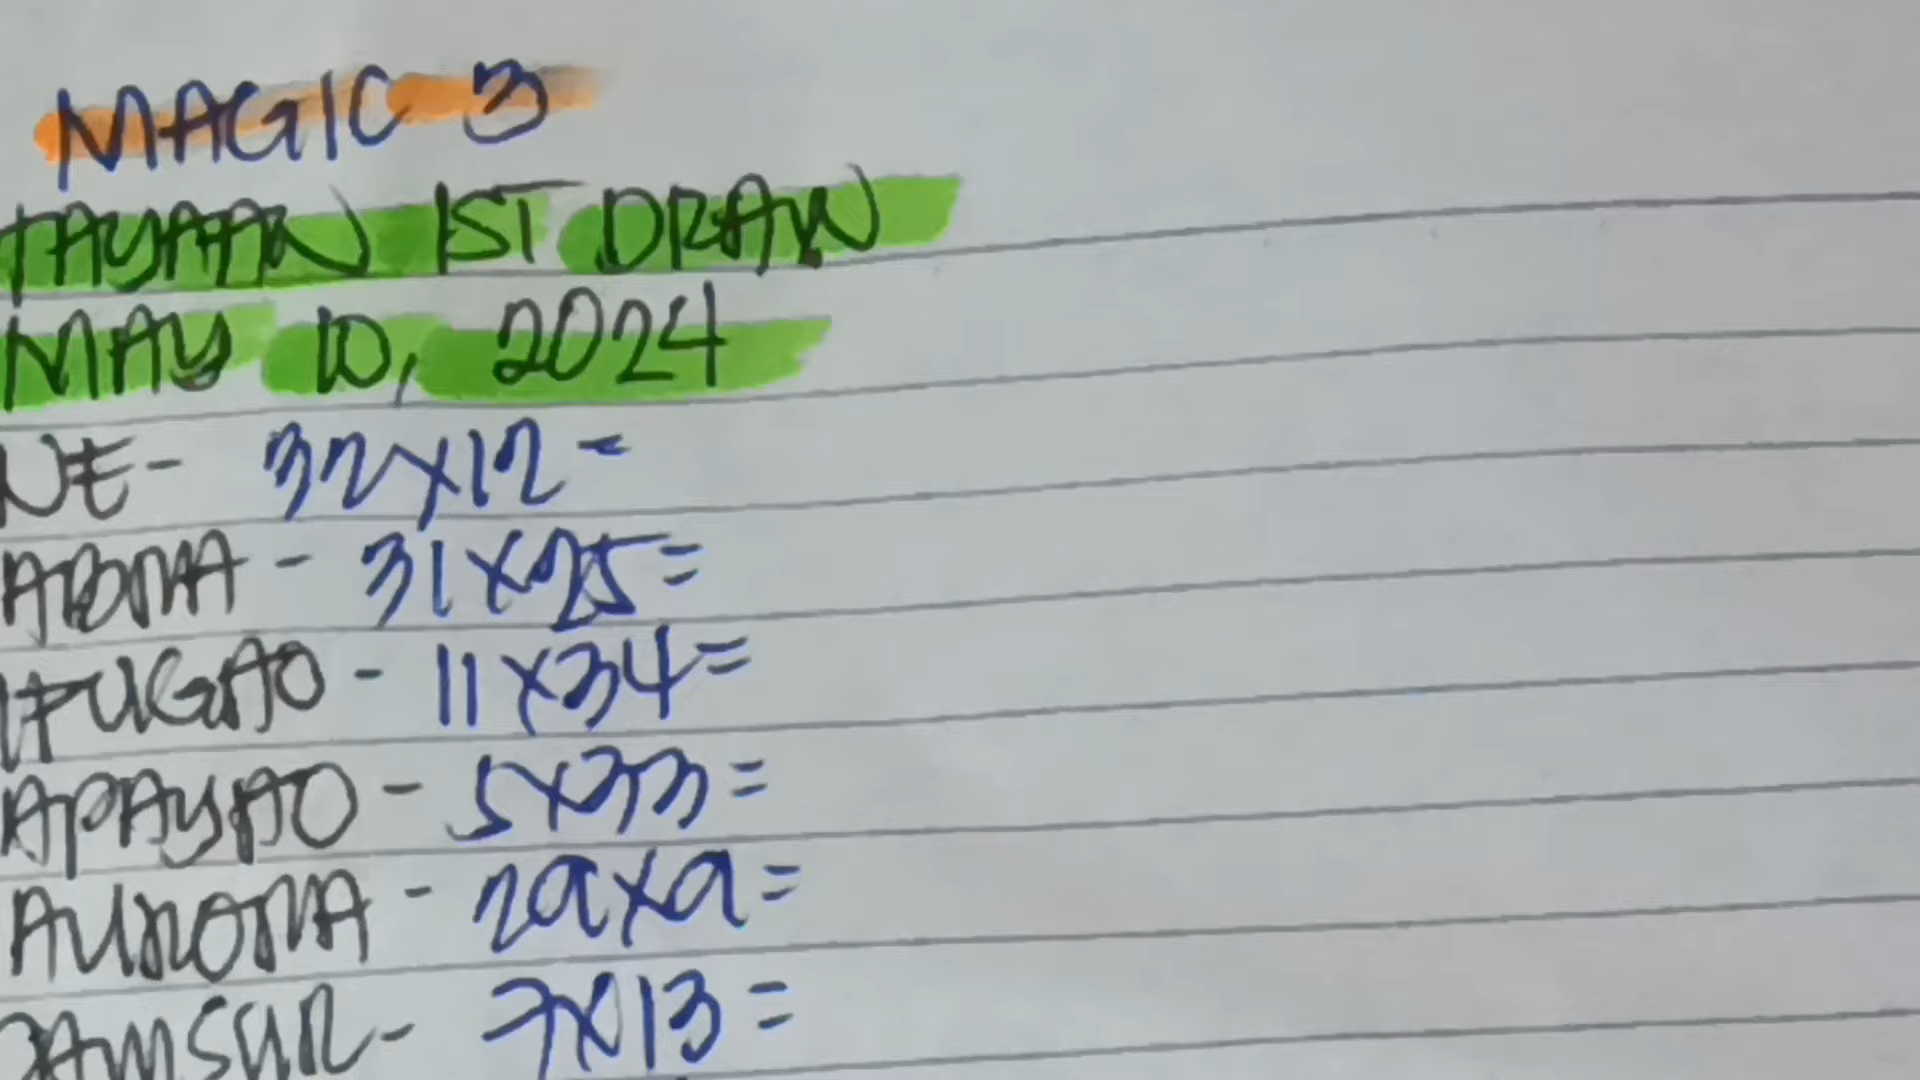 MAGIC 3
TAYAAN 1ST DRAW
MAY 10, 2024
NE- 32x12=
ABRA - 31x25=
IFUGAO - 11x34=
APAYAO - 5x33=
AURORA - 29x9=
CAMSUR- 7x13=